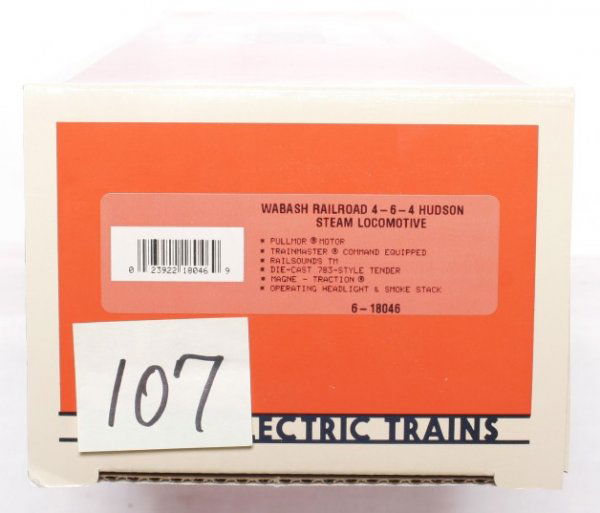 WABASH RAILROAD 4-6-4 HUDSON
STEAM LOCOMOTIVE
▪ PULLMOR ® MOTOR
▪ TRAINMASTER ® COMMAND EQUIPPED
▪ RAILSOUNDS TM
▪ DIE-CAST 783-STYLE TENDER
▪ MAGNE - TRACTION ®
▪ OPERATING HEADLIGHT & SMOKE STACK
6-18046
0 23922 18046 9
107
ECTRIC TRAINS